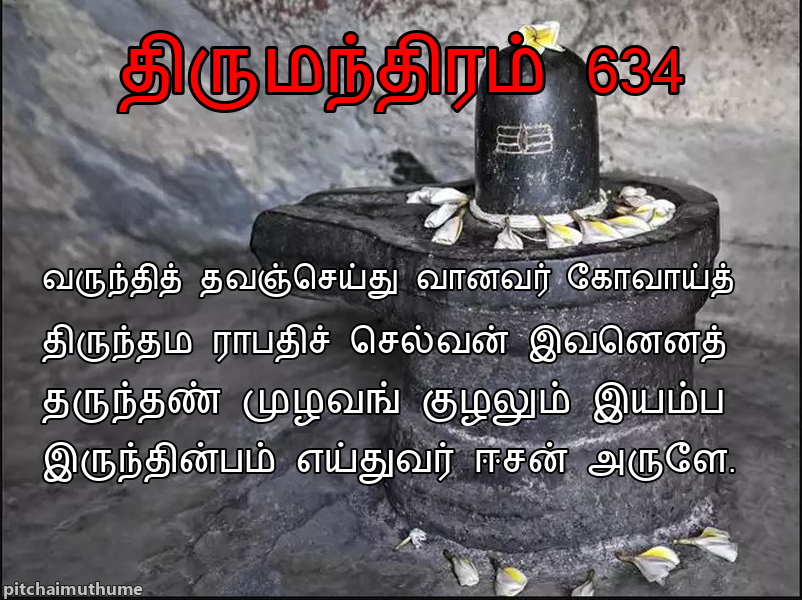 திருமந்திரம் 634
வருந்தித் தவஞ்செய்து வானவர் கோவாய்த்
திருந்தம ராபதிச் செல்வன் இவனெனத்
தருந்தண் முழவங் குழலும் இயம்ப
இருந்தின்பம் எய்துவர் ஈசன் அருளே.
pitchaimuthume